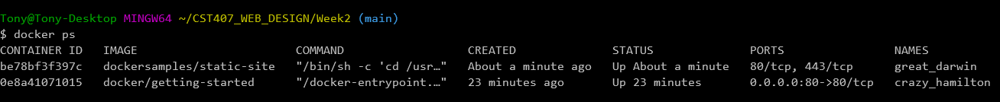 Tony@Tony-Desktop MINGW64 ~/CST407_WEB_DESIGN/Week2 (main)
$ docker ps
CONTAINER ID   IMAGE                       COMMAND                  CREATED              STATUS              PORTS                NAMES
be78bf3f397c   dockersamples/static-site   "/bin/sh -c 'cd /usr…"   About a minute ago   Up About a minute   80/tcp, 443/tcp      great_darwin
0e8a41071015   docker/getting-started      "/docker-entrypoint.…"   23 minutes ago       Up 23 minutes       0.0.0.0:80->80/tcp   crazy_hamilton